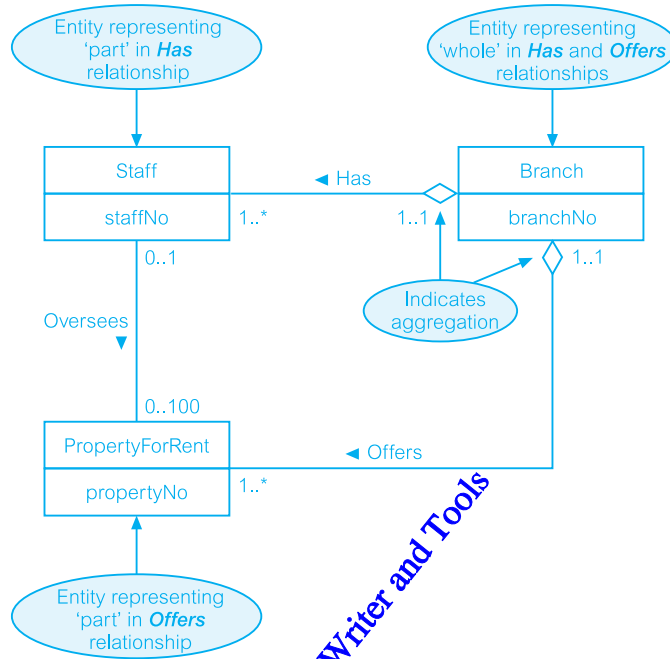 Entity representing
'part' in Has
relationship
Entity representing
'whole' in Has and Offers
relationships
Staff
◄ Has
Branch
staffNo
1..*
1..1
branchNo
0..1
1..1
Indicates
aggregation
Oversees
▼
0..100
PropertyForRent
◄ Offers
propertyNo
1..*
Writer and Tools
Entity representing
'part' in Offers
relationship